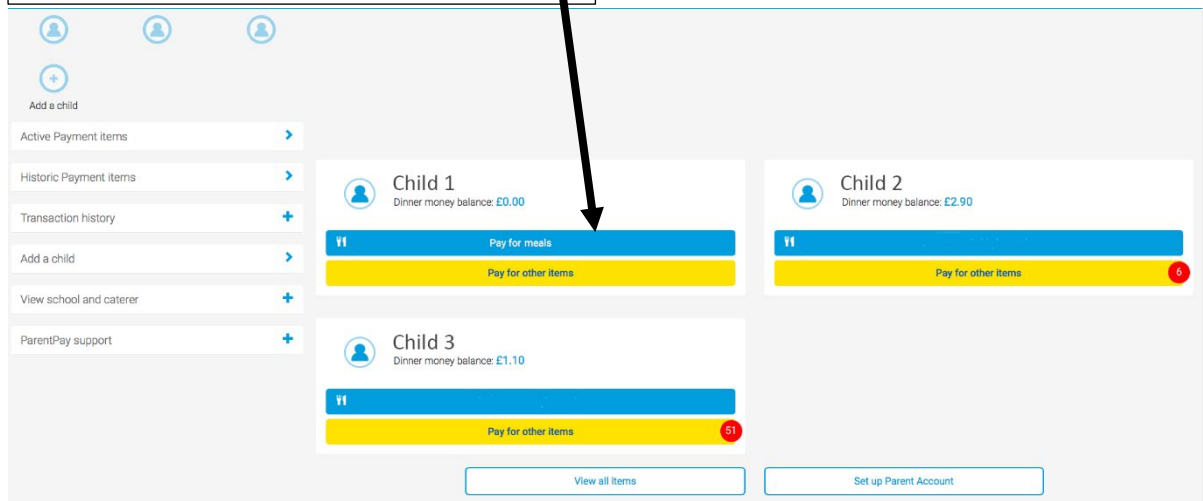 Add a child
Active Payment items
Historic Payment items
Transaction history
Add a child
View school and caterer
ParentPay support
Child 1
Dinner money balance: £0.00
Pay for meals
Pay for other items
Child 2
Dinner money balance: £2.90
Pay for other items
6
Child 3
Dinner money balance: £1.10
Pay for other items
51
View all items
Set up Parent Account